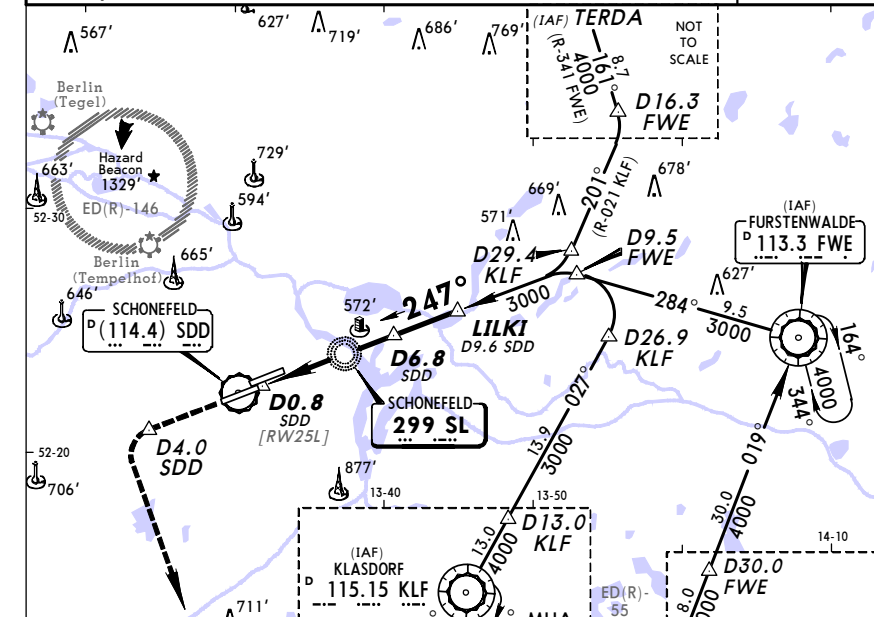 567'
627'
719'
686'
769'
(IAF) TERDA
NOT
TO
SCALE
8.7
161°
4000
(R-341 FWE)
D16.3
FWE
Berlin
(Tegel)
Hazard
Beacon
1329'
ED(R)-146
663'
52-30
729'
594'
Berlin
(Tempelhof)
665'
646'
669'
678'
571'
201°
(R-021 KLF)
D29.4
KLF
D9.5
FWE
(IAF)
FURSTENWALDE
D 113.3 FWE
627'
SCHONEFELD
D (114.4) SDD
572'
247°
3000
LILKI
D9.6 SDD
284°
9.5
3000
D26.9
KLF
164°
4000
344°
D6.8
SDD
D0.8
SDD
[RW25L]
SCHONEFELD
299 SL
027°
13.9
3000
019°
30.0
4000
D4.0
SDD
52-20
706'
877'
13-40
13-50
14-10
D13.0
KLF
13.0
4000
(IAF)
KLASDORF
D 115.15 KLF
D30.0
FWE
8.0
ED(R)-
55
711'